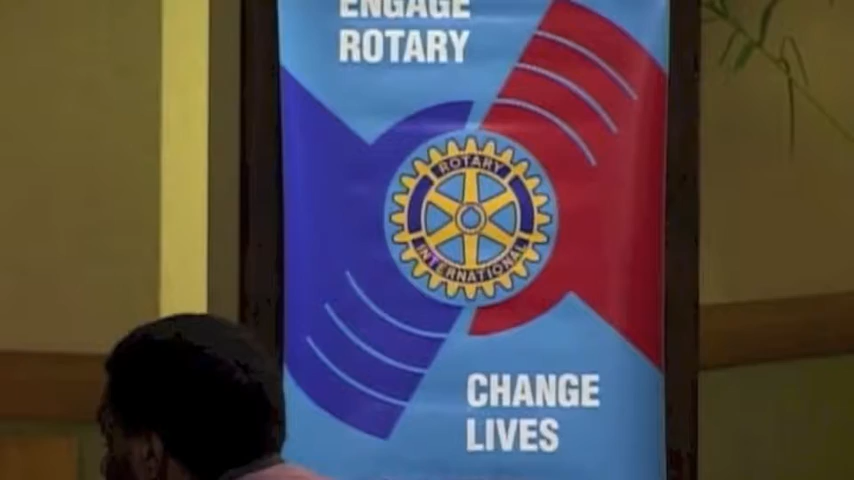 ENGAGE
ROTARY
ROTARY
INTERNATIONAL
CHANGE
LIVES